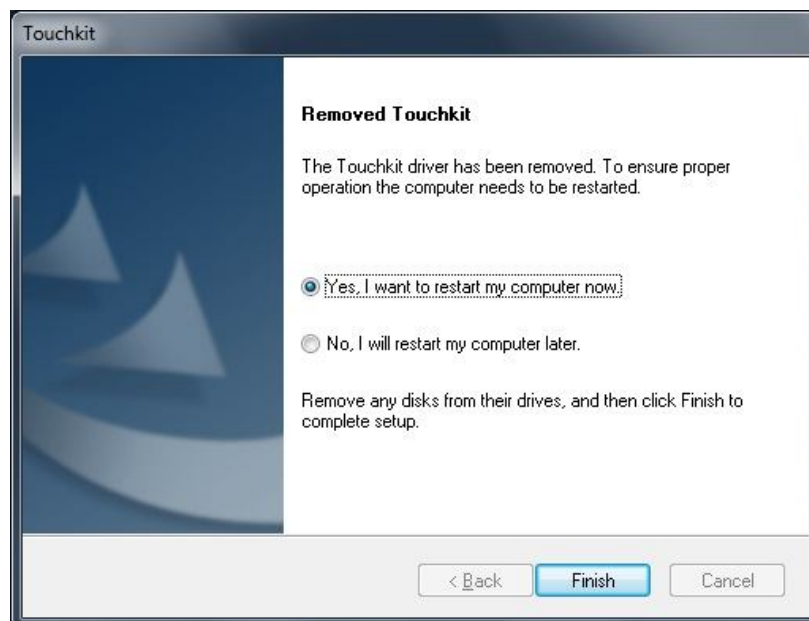 Touchkit
Removed Touchkit
The Touchkit driver has been removed. To ensure proper
operation the computer needs to be restarted.
Yes, I want to restart my computer now.
No, I will restart my computer later.
Remove any disks from their drives, and then click Finish to
complete setup.
< Back
Finish
Cancel